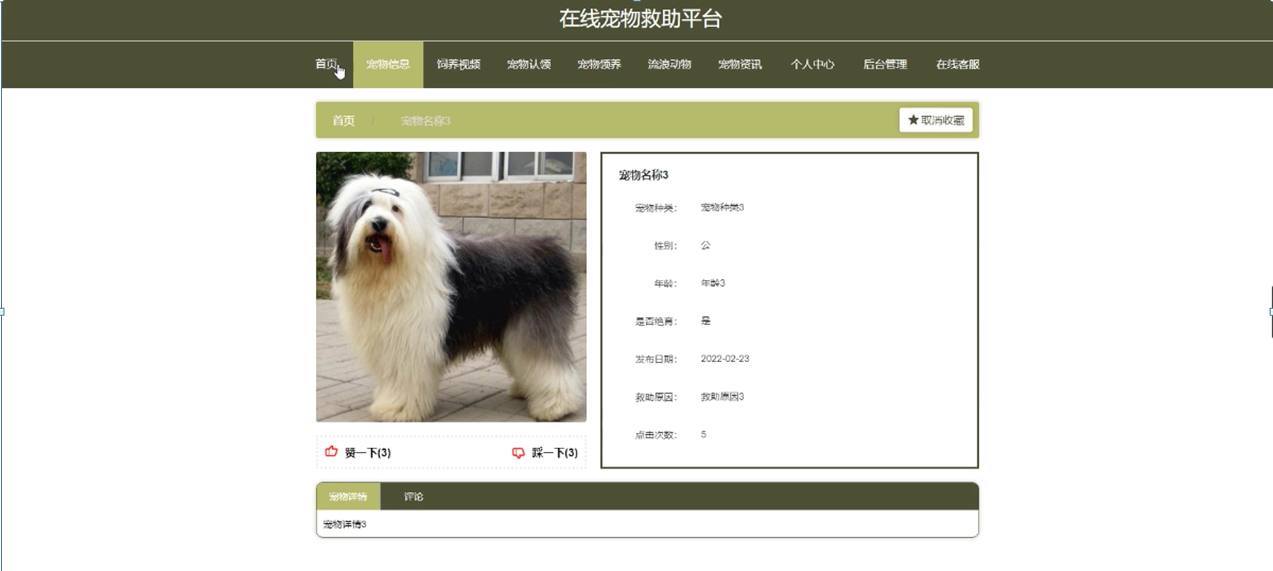 在线宠物救助平台
首页 宠物信息 饲养视频 宠物认领 宠物领养 流浪动物 宠物资讯 个人中心 后台管理 在线客服
首页 / 宠物名称3 ★取消收藏
宠物名称3
宠物种类： 宠物种类3
性别： 公
年龄： 年龄3
是否绝育： 是
发布日期： 2022-02-23
救助原因： 救助原因3
点击次数： 5
赞一下(3) 踩一下(3)
宠物详情 评论
宠物详情3